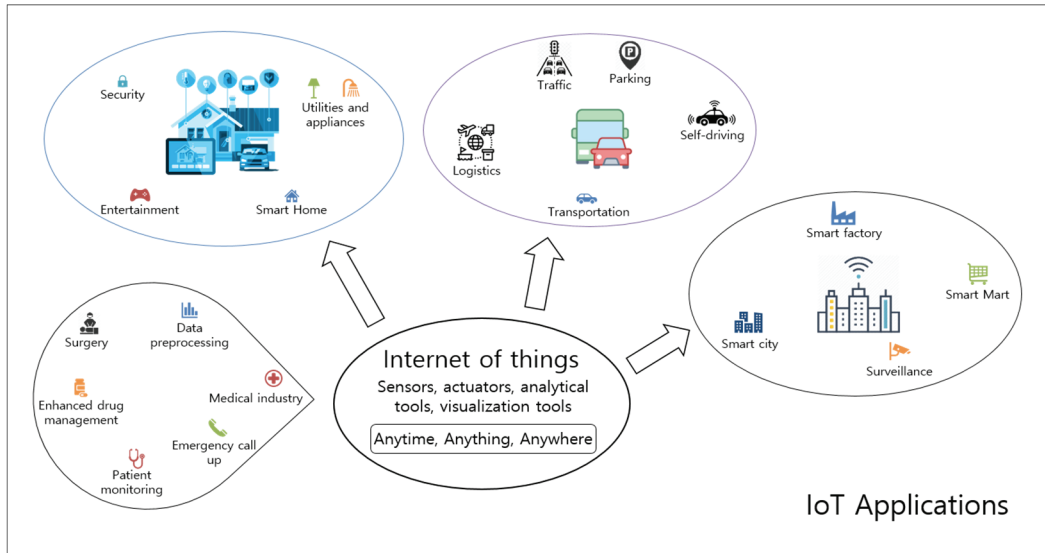 Security
Utilities and
appliances
Entertainment
Smart Home
Traffic
P
Parking
Self-driving
Logistics
Transportation
Smart factory
Smart Mart
Smart city
Surveillance
Surgery
Data
preprocessing
Enhanced drug
management
Medical industry
Emergency call
up
Patient
monitoring
Internet of things
Sensors, actuators, analytical
tools, visualization tools
Anytime, Anything, Anywhere
IoT Applications